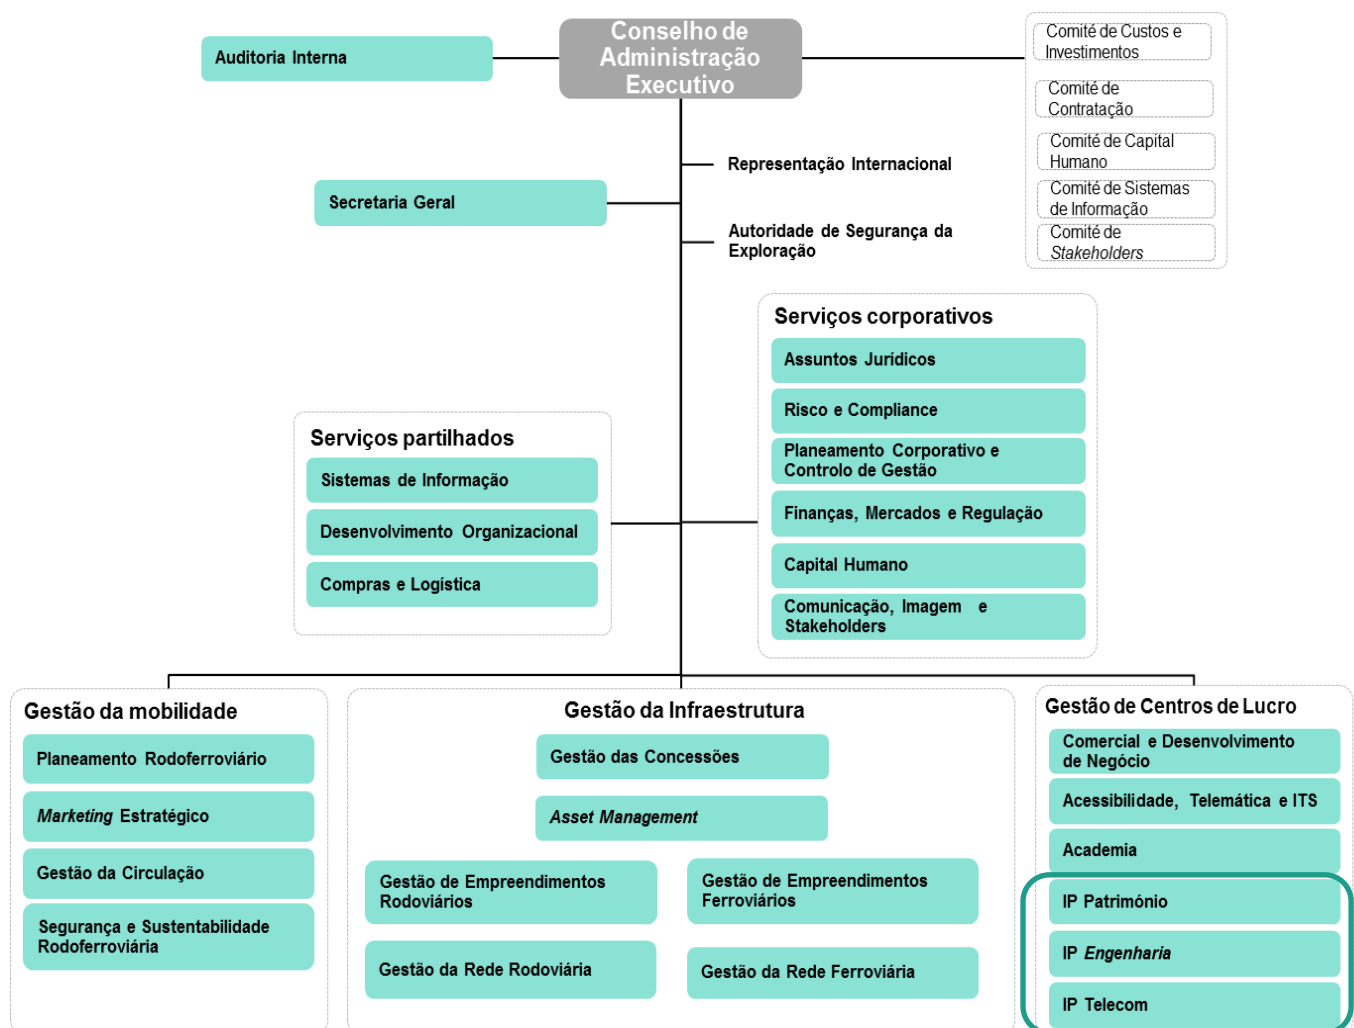 Conselho de
Administração
Executivo
Auditoria Interna
Comité de Custos e
Investimentos
Comité de
Contratação
Comité de Capital
Humano
Comité de Sistemas
de Informação
Comité de
Stakeholders
Representação Internacional
Secretaria Geral
Autoridade de Segurança da
Exploração
Serviços corporativos
Assuntos Jurídicos
Risco e Compliance
Planeamento Corporativo e
Controlo de Gestão
Finanças, Mercados e Regulação
Capital Humano
Comunicação, Imagem e
Stakeholders
Serviços partilhados
Sistemas de Informação
Desenvolvimento Organizacional
Compras e Logística
Gestão da mobilidade
Planeamento Rodoferroviário
Marketing Estratégico
Gestão da Circulação
Segurança e Sustentabilidade
Rodoferroviária
Gestão da Infraestrutura
Gestão das Concessões
Asset Management
Gestão de Empreendimentos
Rodoviários
Gestão de Empreendimentos
Ferroviários
Gestão da Rede Rodoviária
Gestão da Rede Ferroviária
Gestão de Centros de Lucro
Comercial e Desenvolvimento
de Negócio
Acessibilidade, Telemática e ITS
Academia
IP Património
IP Engenharia
IP Telecom